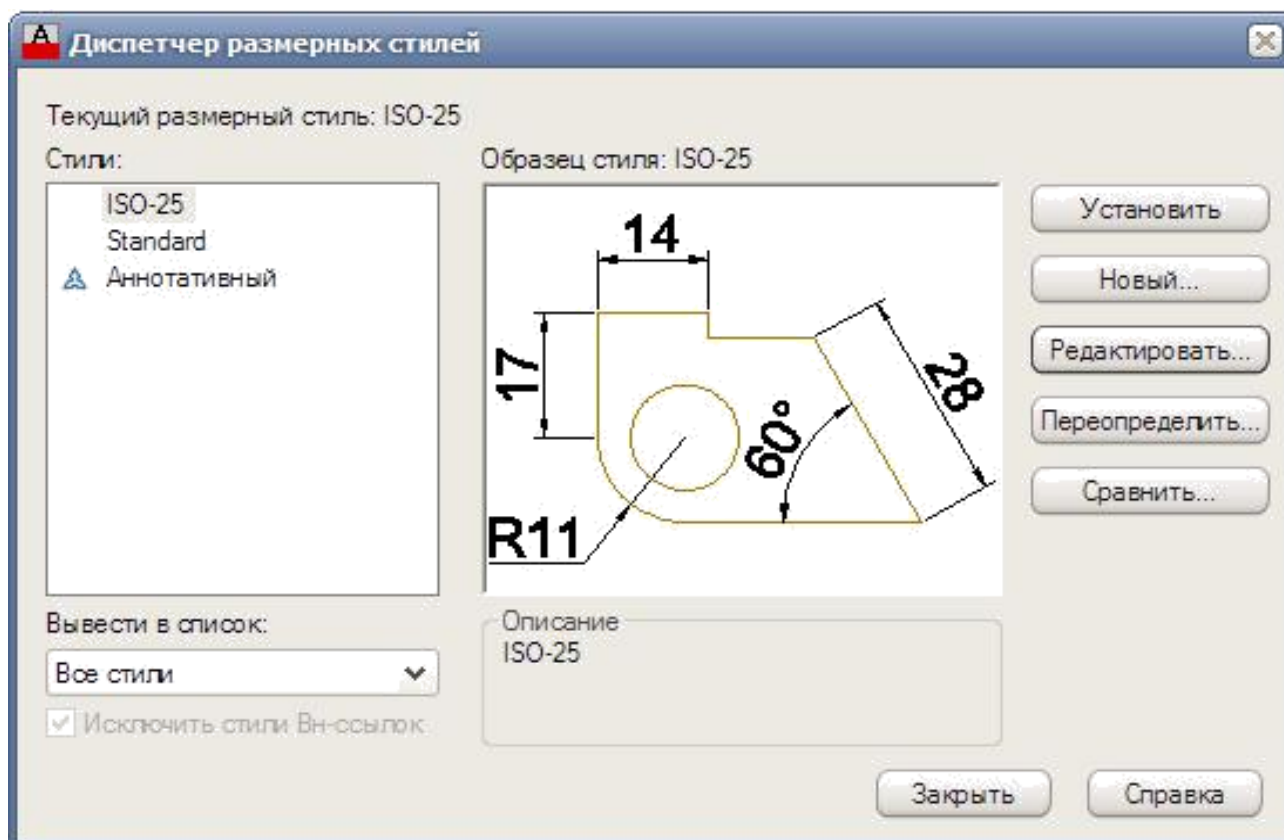 Диспетчер размерных стилей
Текущий размерный стиль: ISO-25
Стили:
ISO-25
Standard
Аннотативный
Образец стиля: ISO-25
14
17
28
60°
R11
Установить
Новый...
Редактировать...
Переопределить...
Сравнить...
Вывести в список:
Все стили
Исключить стили Вн-ссылок
Описание
ISO-25
Закрыть
Справка